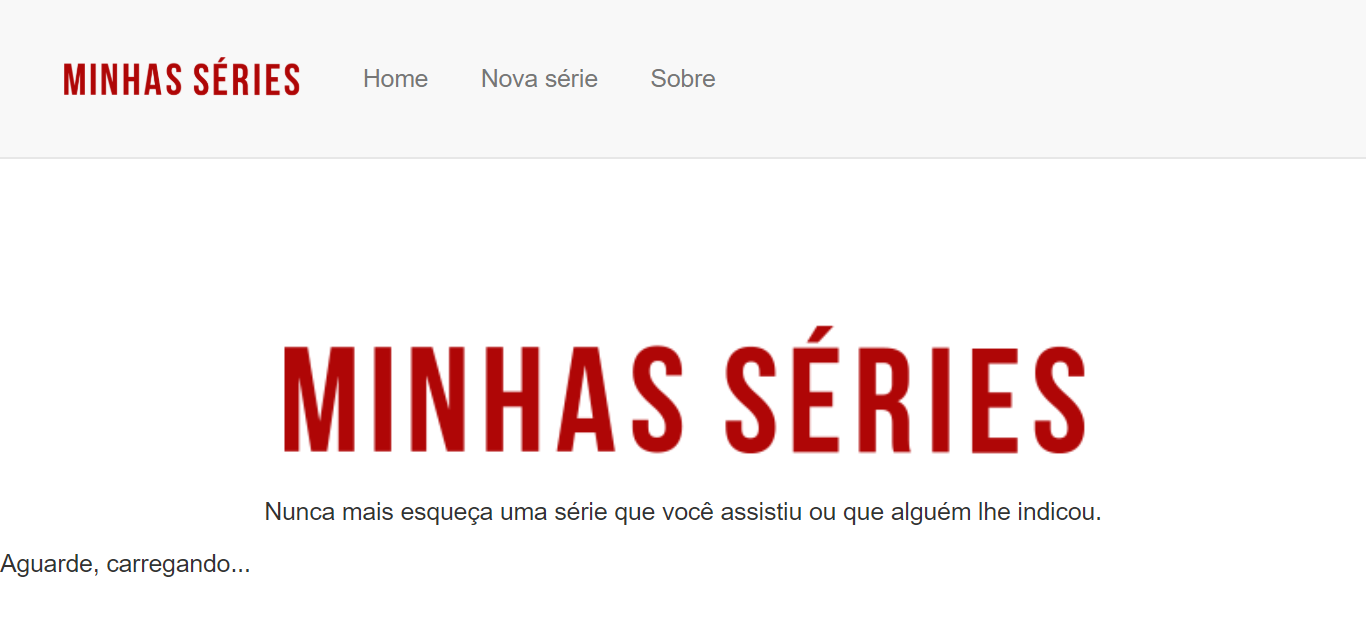 MINHAS SÉRIES Home Nova série Sobre
MINHAS SÉRIES
Nunca mais esqueça uma série que você assistiu ou que alguém lhe indicou.
Aguarde, carregando...